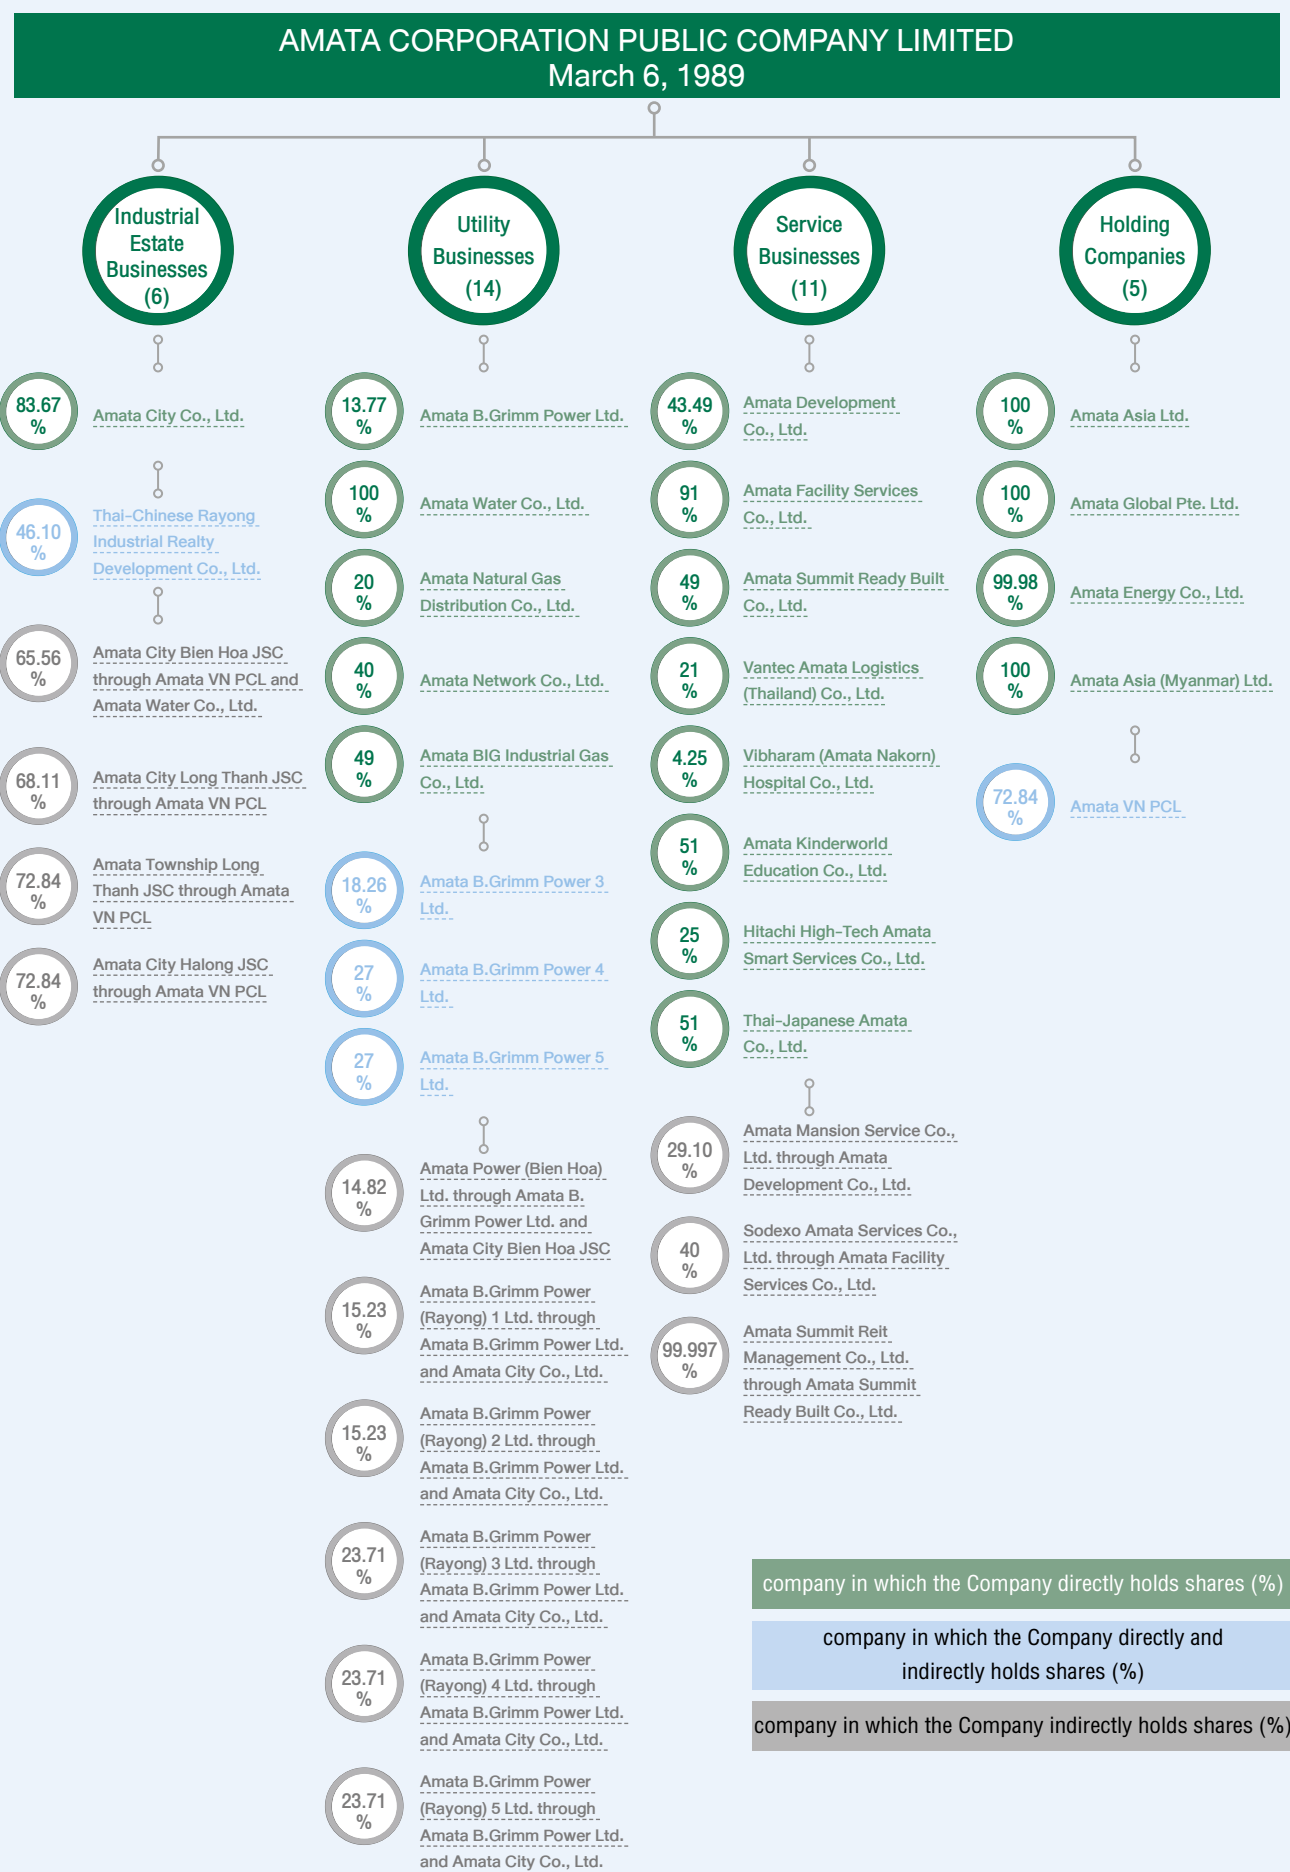 AMATA CORPORATION PUBLIC COMPANY LIMITED
March 6, 1989
Industrial
Estate
Businesses
(6)
83.67
%
Amata City Co., Ltd.
46.10
%
Thai-Chinese Rayong
Industrial Realty
Development Co., Ltd.
65.56
%
Amata City Bien Hoa JSC
through Amata VN PCL and
Amata Water Co., Ltd.
68.11
%
Amata City Long Thanh JSC
through Amata VN PCL
72.84
%
Amata Township Long
Thanh JSC through Amata
VN PCL
72.84
%
Amata City Halong JSC
through Amata VN PCL
Utility
Businesses
(14)
13.77
%
Amata B.Grimm Power Ltd.
100
%
Amata Water Co., Ltd.
20
%
Amata Natural Gas
Distribution Co., Ltd.
40
%
Amata Network Co., Ltd.
49
%
Amata BIG Industrial Gas
Co., Ltd.
18.26
%
Amata B.Grimm Power 3
Ltd.
27
%
Amata B.Grimm Power 4
Ltd.
27
%
Amata B.Grimm Power 5
Ltd.
14.82
%
Amata Power (Bien Hoa)
Ltd. through Amata B.
Grimm Power Ltd. and
Amata City Bien Hoa JSC
15.23
%
Amata B.Grimm Power
(Rayong) 1 Ltd. through
Amata B.Grimm Power Ltd.
and Amata City Co., Ltd.
15.23
%
Amata B.Grimm Power
(Rayong) 2 Ltd. through
Amata B.Grimm Power Ltd.
and Amata City Co., Ltd.
23.71
%
Amata B.Grimm Power
(Rayong) 3 Ltd. through
Amata B.Grimm Power Ltd.
and Amata City Co., Ltd.
23.71
%
Amata B.Grimm Power
(Rayong) 4 Ltd. through
Amata B.Grimm Power Ltd.
and Amata City Co., Ltd.
23.71
%
Amata B.Grimm Power
(Rayong) 5 Ltd. through
Amata B.Grimm Power Ltd.
and Amata City Co., Ltd.
Service
Businesses
(11)
43.49
%
Amata Development
Co., Ltd.
91
%
Amata Facility Services
Co., Ltd.
49
%
Amata Summit Ready Built
Co., Ltd.
21
%
Vantec Amata Logistics
(Thailand) Co., Ltd.
4.25
%
Vibharam (Amata Nakorn)
Hospital Co., Ltd.
51
%
Amata Kinderworld
Education Co., Ltd.
25
%
Hitachi High-Tech Amata
Smart Services Co., Ltd.
51
%
Thai-Japanese Amata
Co., Ltd.
29.10
%
Amata Mansion Service Co.,
Ltd. through Amata
Development Co., Ltd.
40
%
Sodexo Amata Services Co.,
Ltd. through Amata Facility
Services Co., Ltd.
99.997
%
Amata Summit Reit
Management Co., Ltd.
through Amata Summit
Ready Built Co., Ltd.
Holding
Companies
(5)
100
%
Amata Asia Ltd.
100
%
Amata Global Pte. Ltd.
99.98
%
Amata Energy Co., Ltd.
100
%
Amata Asia (Myanmar) Ltd.
72.84
%
Amata VN PCL
company in which the Company directly holds shares (%)
company in which the Company directly and
indirectly holds shares (%)
company in which the Company indirectly holds shares (%)